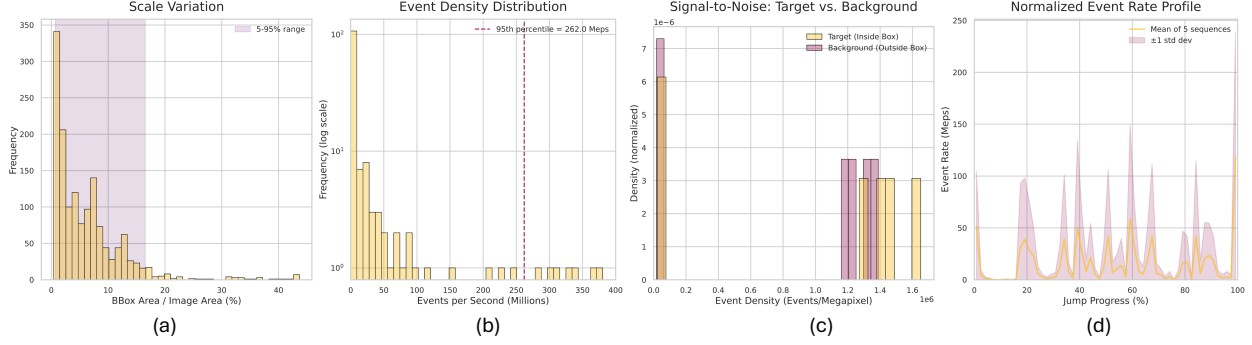 Scale Variation
5-95% range
Frequency
350
300
250
200
150
100
50
0
0 10 20 30 40
BBox Area / Image Area (%)
(a)
Event Density Distribution
95th percentile = 262.0 Meps
Frequency (log scale)
10²
10¹
10⁰
50 100 150 200 250 300 350 400
Events per Second (Millions)
(b)
Signal-to-Noise: Target vs. Background
1e−6
Target (Inside Box)
Background (Outside Box)
Density (normalized)
7
6
5
4
3
2
1
0
0.0 0.2 0.4 0.6 0.8 1.0 1.2 1.4 1.6
1e6
Event Density (Events/Megapixel)
(c)
Normalized Event Rate Profile
Mean of 5 sequences
±1 std dev
Event Rate (Meps)
250
200
150
100
50
0
0 20 40 60 80 100
Jump Progress (%)
(d)